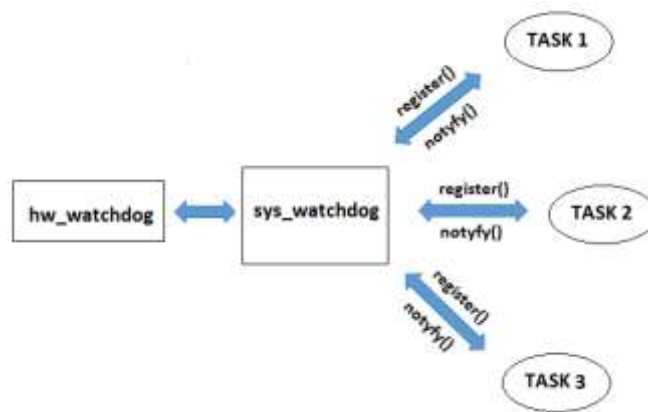 TASK 1
register()
notyfy()
hw_watchdog
sys_watchdog
register()
notyfy()
TASK 2
register()
notyfy()
TASK 3